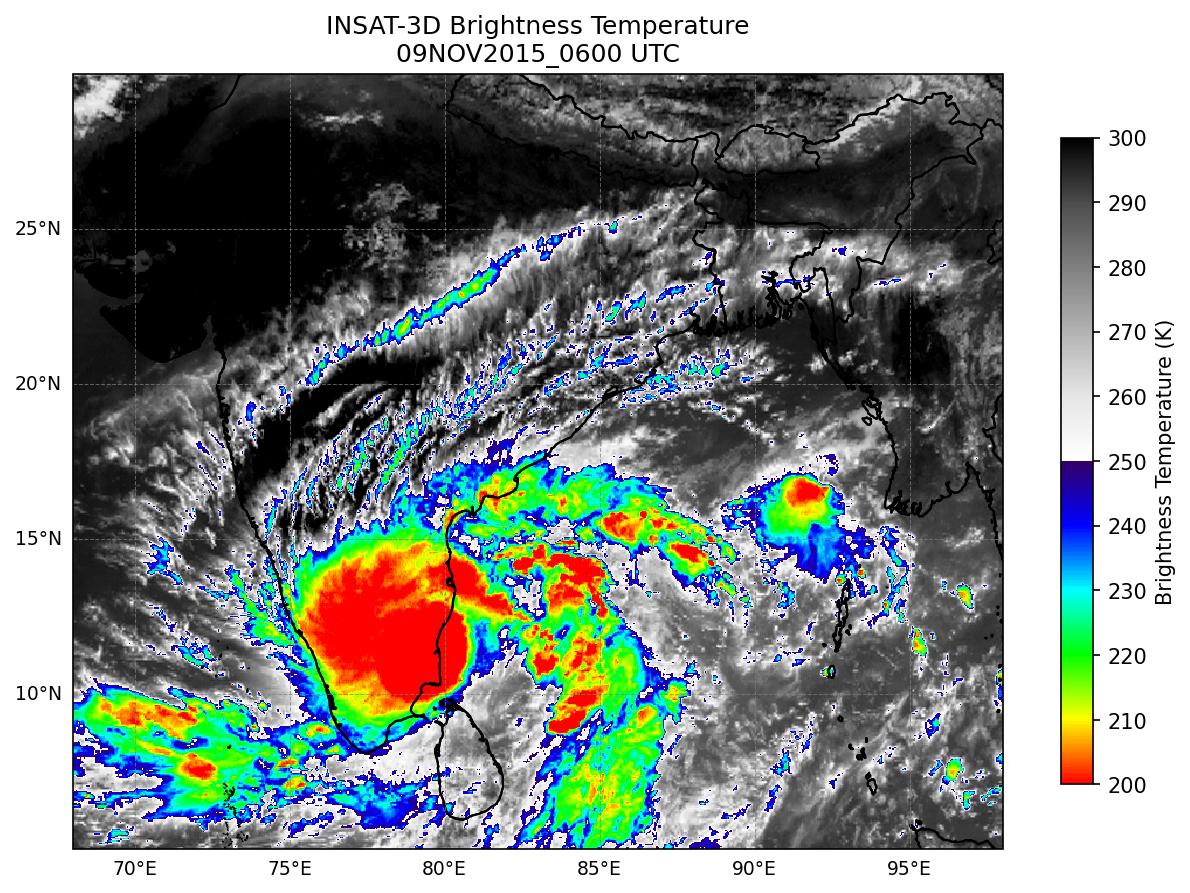 INSAT-3D Brightness Temperature
09NOV2015_0600 UTC
25°N
20°N
15°N
10°N
70°E
75°E
80°E
85°E
90°E
95°E
300
290
280
270
260
250
240
230
220
210
200
Brightness Temperature (K)